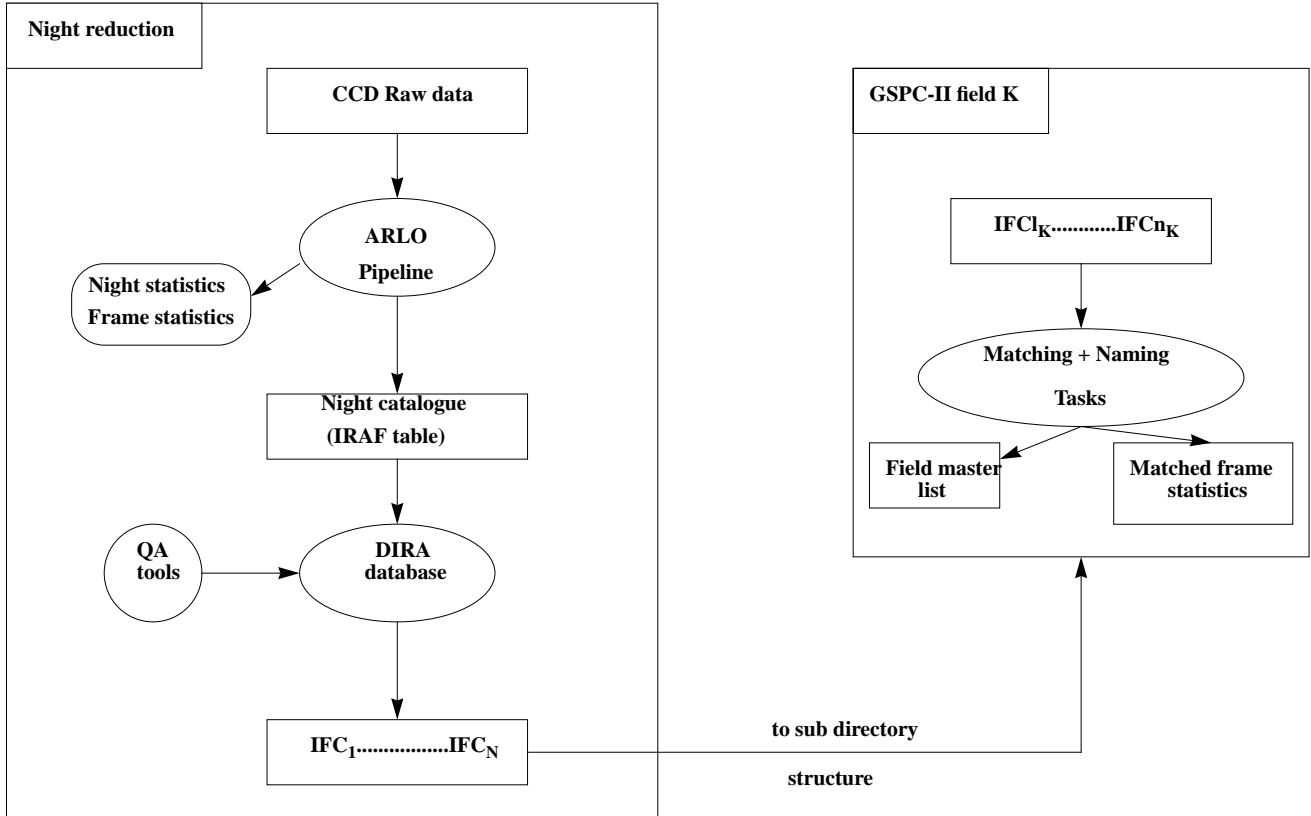 Night reduction
CCD Raw data
ARLO
Pipeline
Night statistics
Frame statistics
Night catalogue
(IRAF table)
QA
tools
DIRA
database
IFC1..................IFCN
to sub directory
structure
GSPC-II field K
IFClK.............IFCnK
Matching + Naming
Tasks
Field master
list
Matched frame
statistics